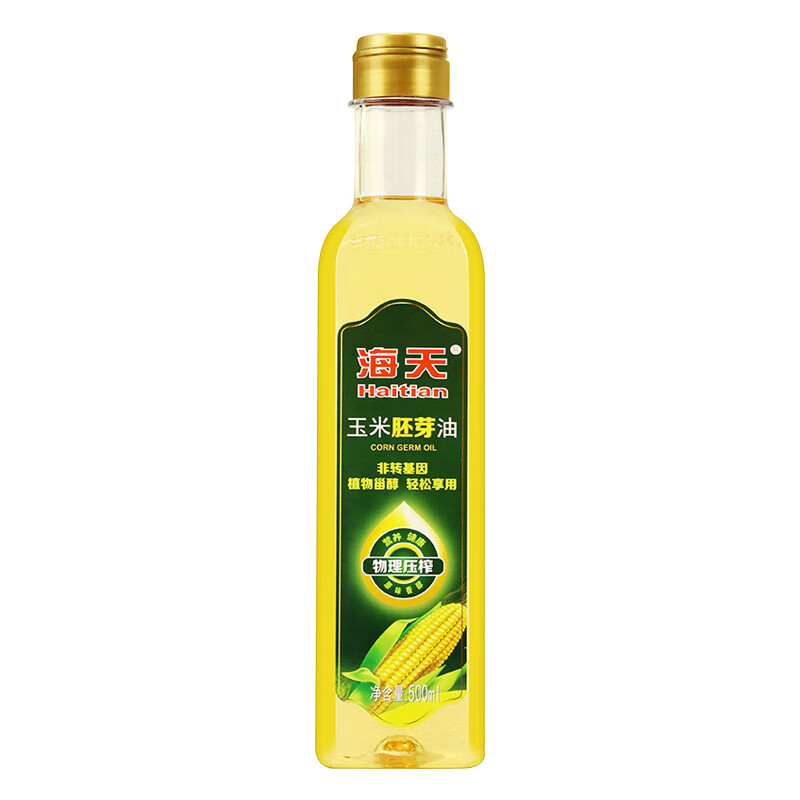 海天®
Haitian
玉米胚芽油
CORN GERM OIL
非转基因
植物甾醇 轻松享用
营养 健康
物理压榨
净含量:500ml